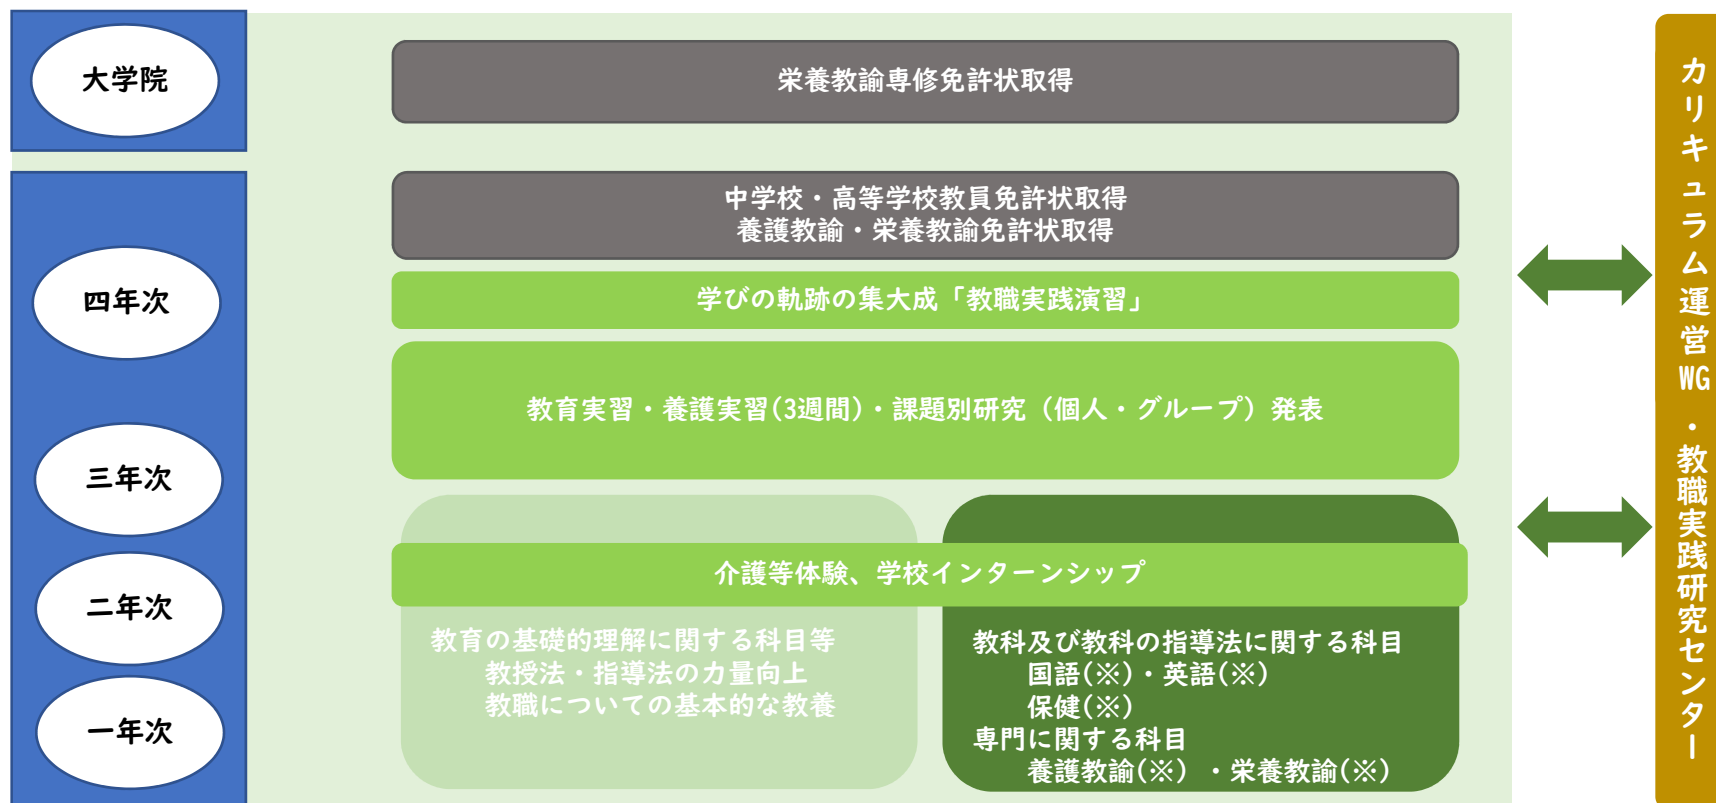 大学院
栄養教諭専修免許状取得
中学校・高等学校教員免許状取得
養護教諭・栄養教諭免許状取得
四年次
学びの軌跡の集大成「教職実践演習」
教育実習・養護実習(3週間)・課題別研究（個人・グループ）発表
三年次
介護等体験、学校インターンシップ
二年次
教育の基礎的理解に関する科目等
教授法・指導法の力量向上
教職についての基本的な教養
一年次
教科及び教科の指導法に関する科目
国語(※)・英語(※)
保健(※)
専門に関する科目
養護教諭(※) ・栄養教諭(※)
カリキュラム運営WG ・教職実践研究センター